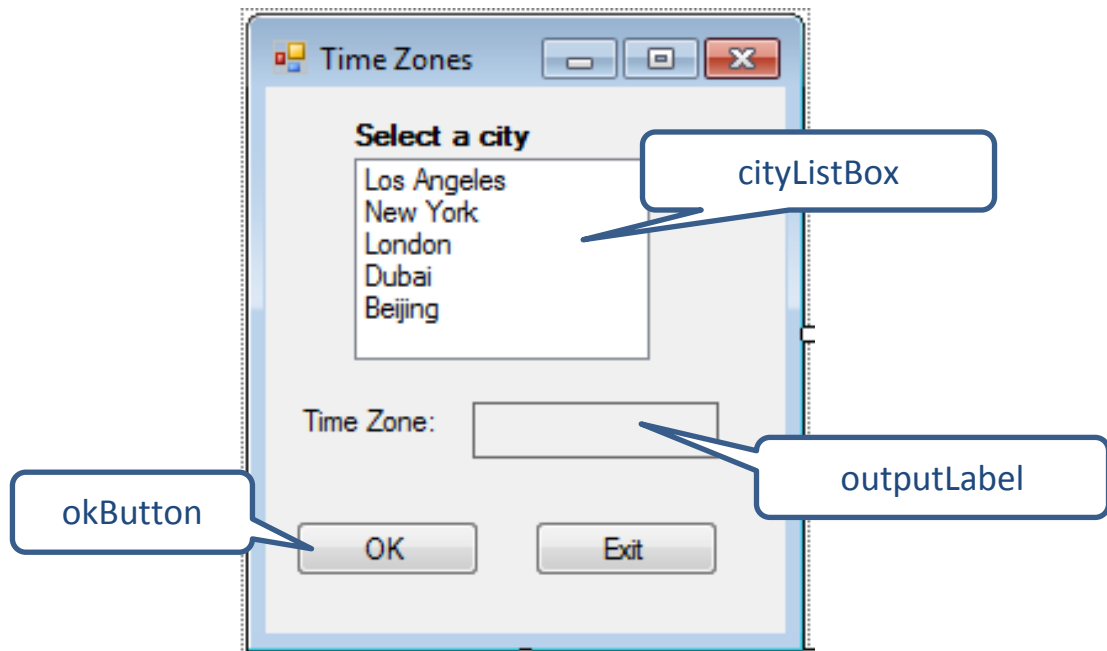 Time Zones
Select a city
cityListBox
Los Angeles
New York
London
Dubai
Beijing
Time Zone:
outputLabel
okButton
OK
Exit